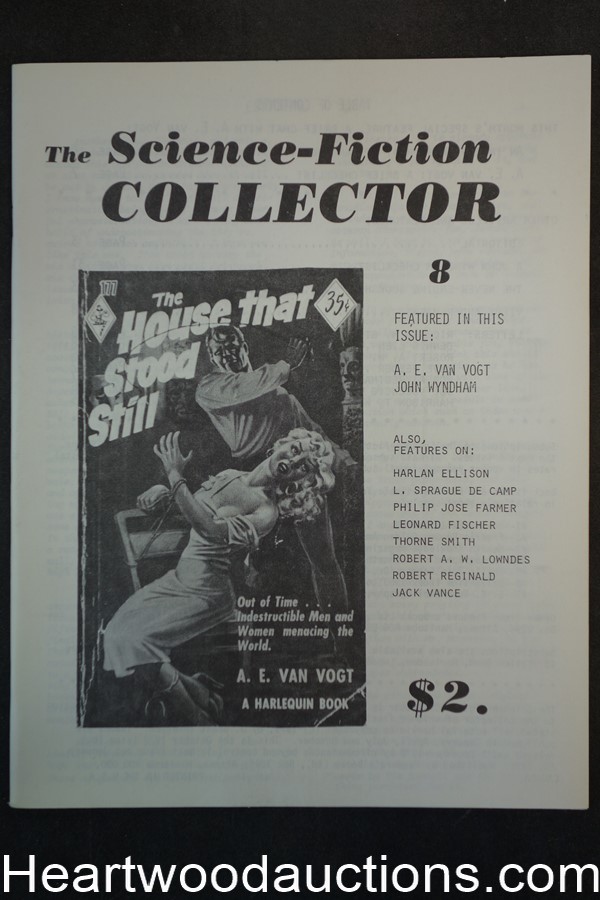 The Science-Fiction
COLLECTOR
8
177
The
House that
Stood
Still
35¢
Out of Time . . .
Indestructible Men and
Women menacing the
World.
A. E. VAN VOGT
A HARLEQUIN BOOK
FEATURED IN THIS
ISSUE:
A. E. VAN VOGT
JOHN WYNDHAM
ALSO,
FEATURES ON:
HARLAN ELLISON
L. SPRAGUE DE CAMP
PHILIP JOSE FARMER
LEONARD FISCHER
THORNE SMITH
ROBERT A. W. LOWNDES
ROBERT REGINALD
JACK VANCE
$2.
Heartwoodauctions.com